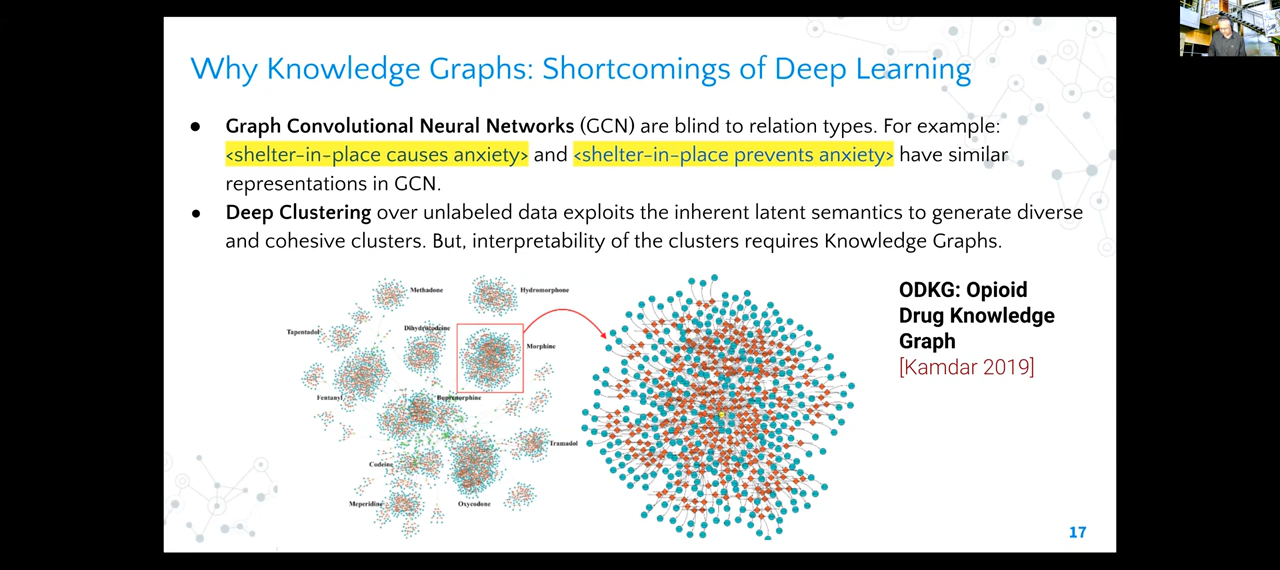 Why Knowledge Graphs: Shortcomings of Deep Learning
● Graph Convolutional Neural Networks (GCN) are blind to relation types. For example:
<shelter-in-place causes anxiety> and <shelter-in-place prevents anxiety> have similar
representations in GCN.
● Deep Clustering over unlabeled data exploits the inherent latent semantics to generate diverse
and cohesive clusters. But, interpretability of the clusters requires Knowledge Graphs.
Methadone
Hydromorphone
Tapentadol
Dihydrocodeine
Morphine
Fentanyl
Buprenorphine
Tramadol
Codeine
Meperidine
Oxycodone
ODKG: Opioid
Drug Knowledge
Graph
[Kamdar 2019]
17